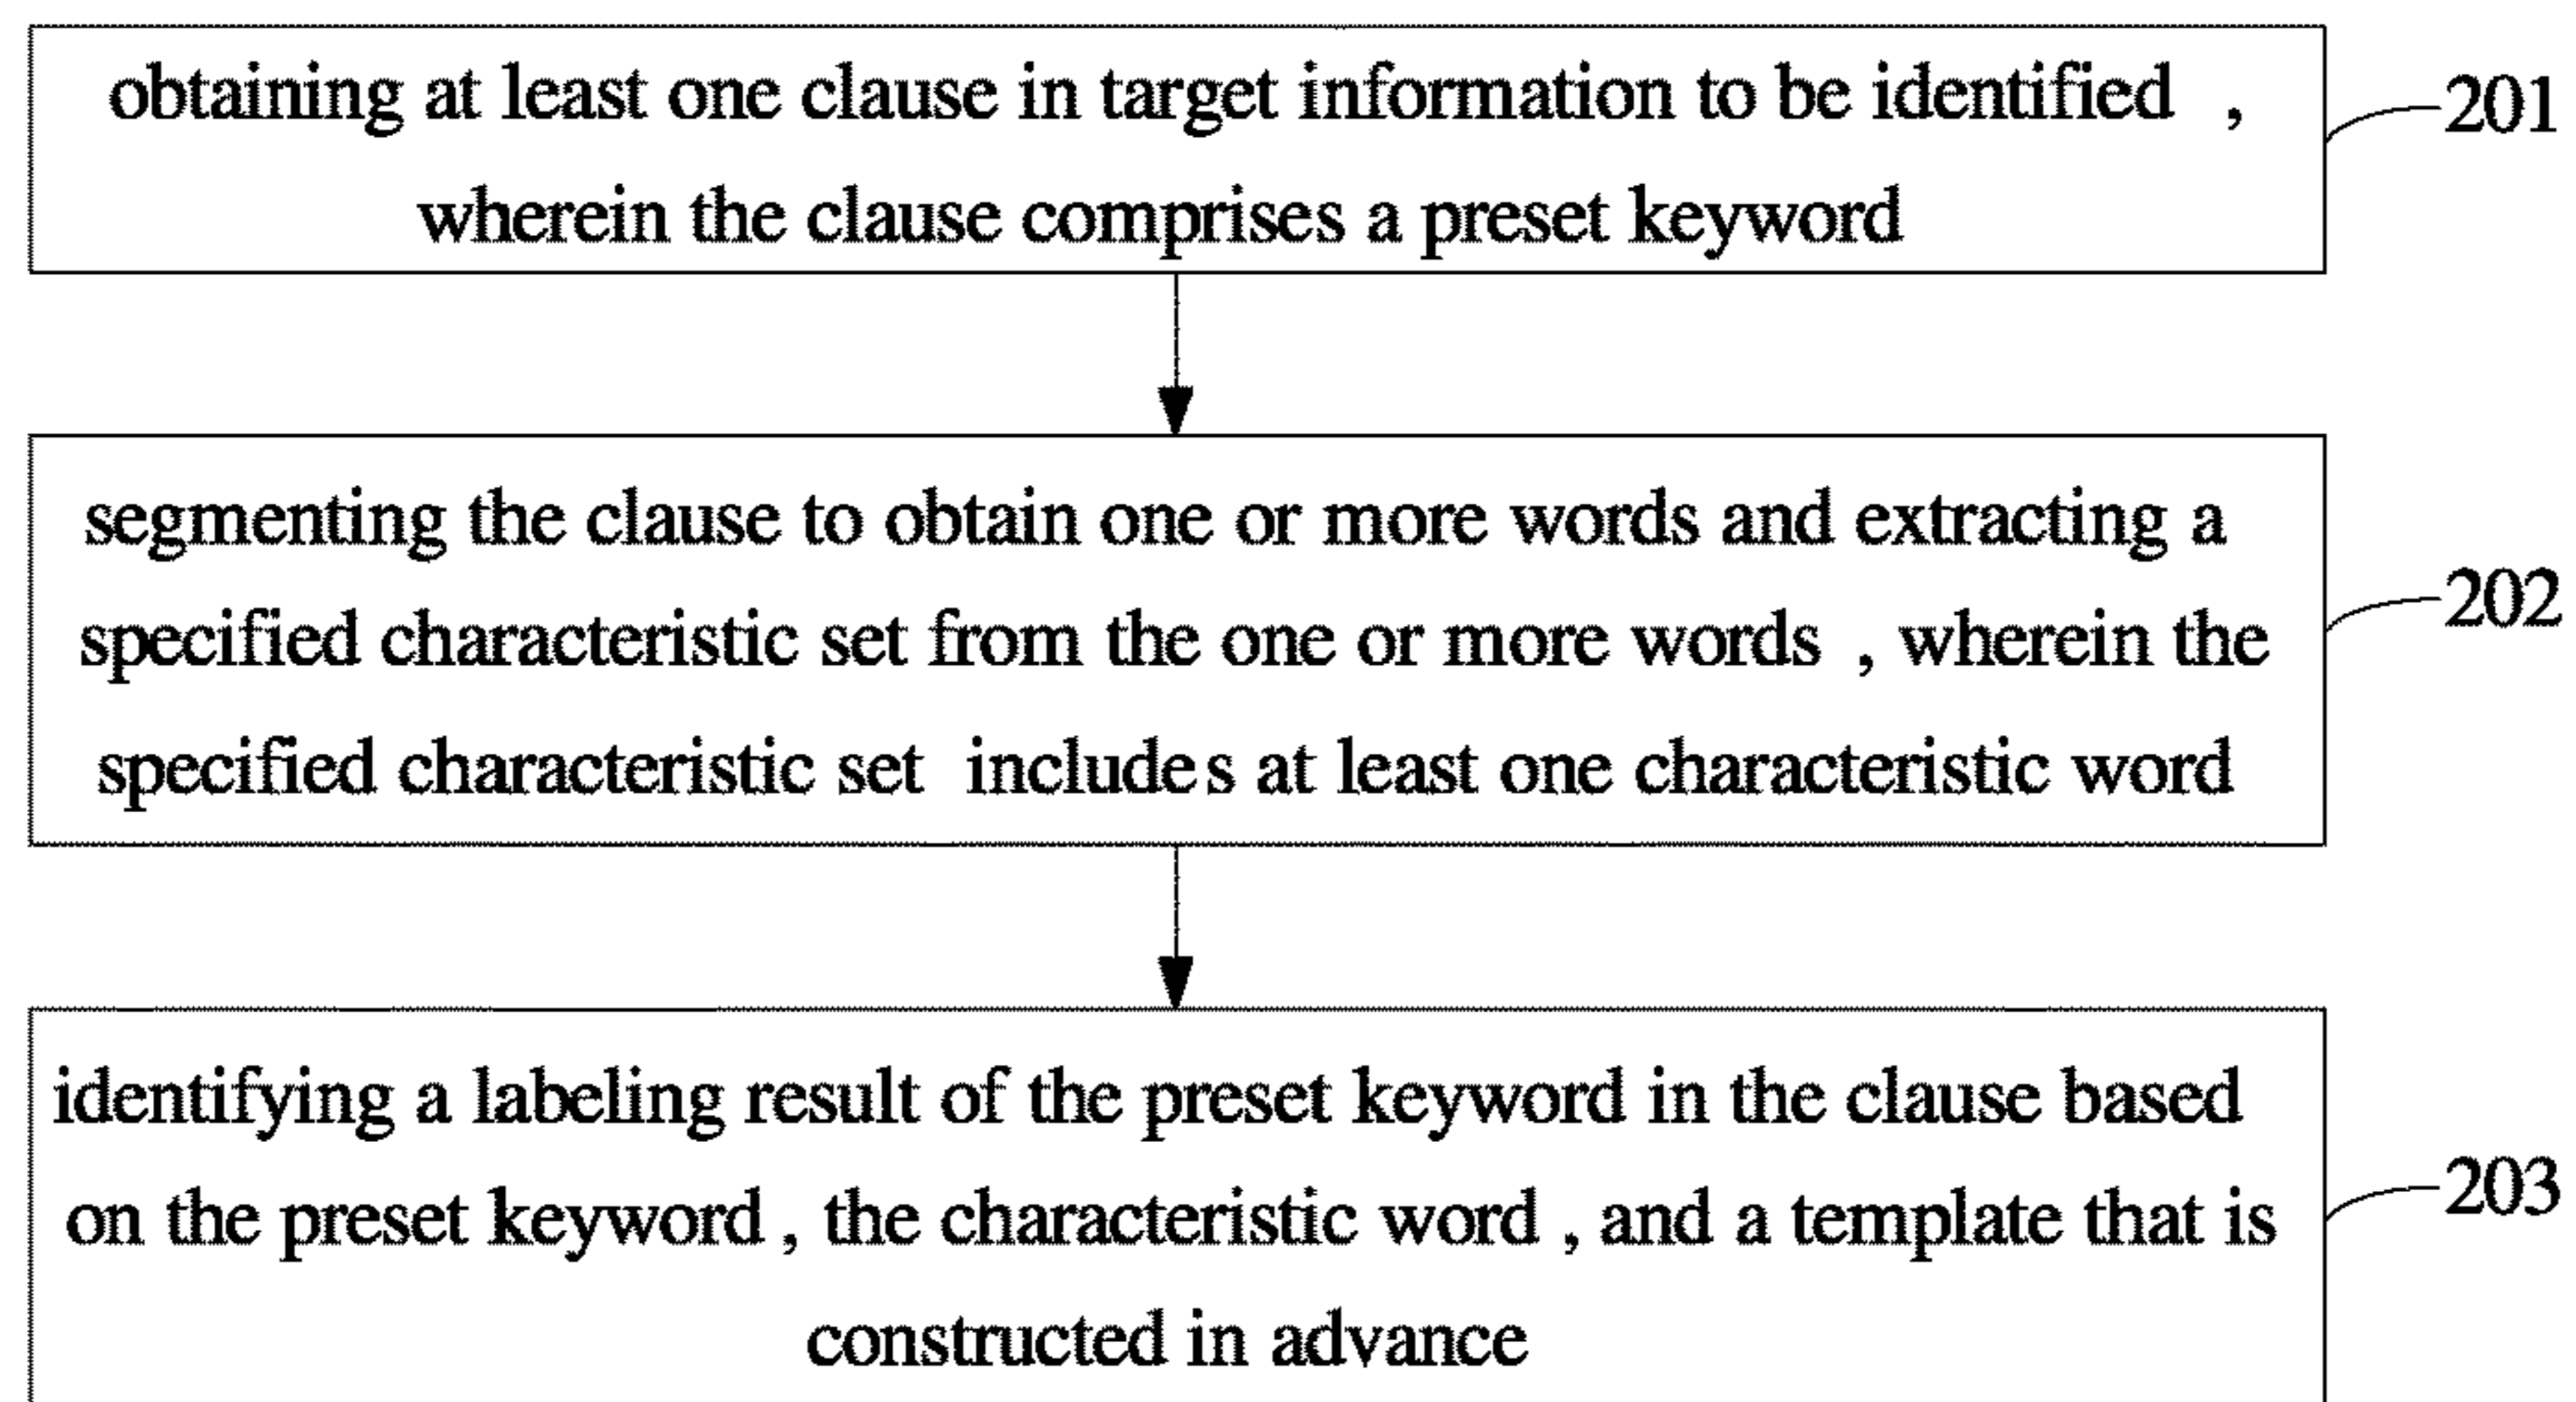 obtaining at least one clause in target information to be identified ,
wherein the clause comprises a preset keyword
201
segmenting the clause to obtain one or more words and extracting a
specified characteristic set from the one or more words , wherein the
specified characteristic set includes at least one characteristic word
202
identifying a labeling result of the preset keyword in the clause based
on the preset keyword , the characteristic word , and a template that is
constructed in advance
203